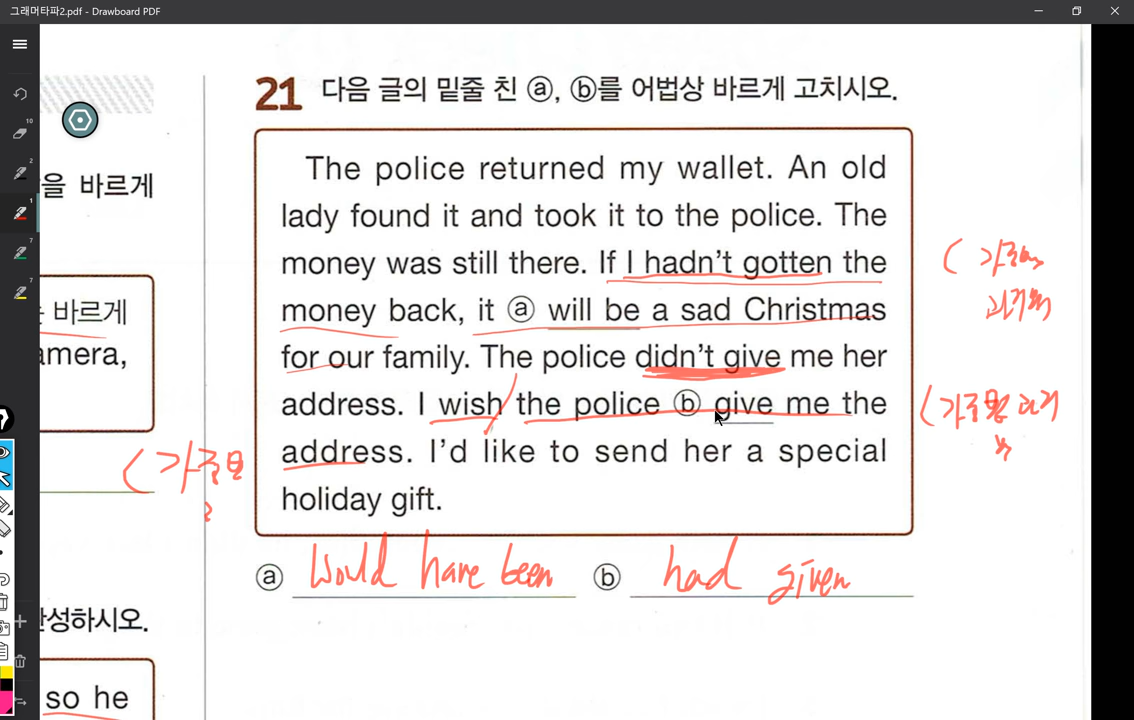 그래머타파2.pdf - Drawboard PDF
21 다음 글의 밑줄 친 ⓐ, ⓑ를 어법상 바르게 고치시오.
The police returned my wallet. An old
lady found it and took it to the police. The
money was still there. If I hadn't gotten the
money back, it ⓐ will be a sad Christmas
for our family. The police didn't give me her
address. I wish the police ⓑ give me the
address. I'd like to send her a special
holiday gift.
ⓐ would have been ⓑ had given
을 바르게
바르게
amera,
완성하시오.
so he
10
2
1
7
7